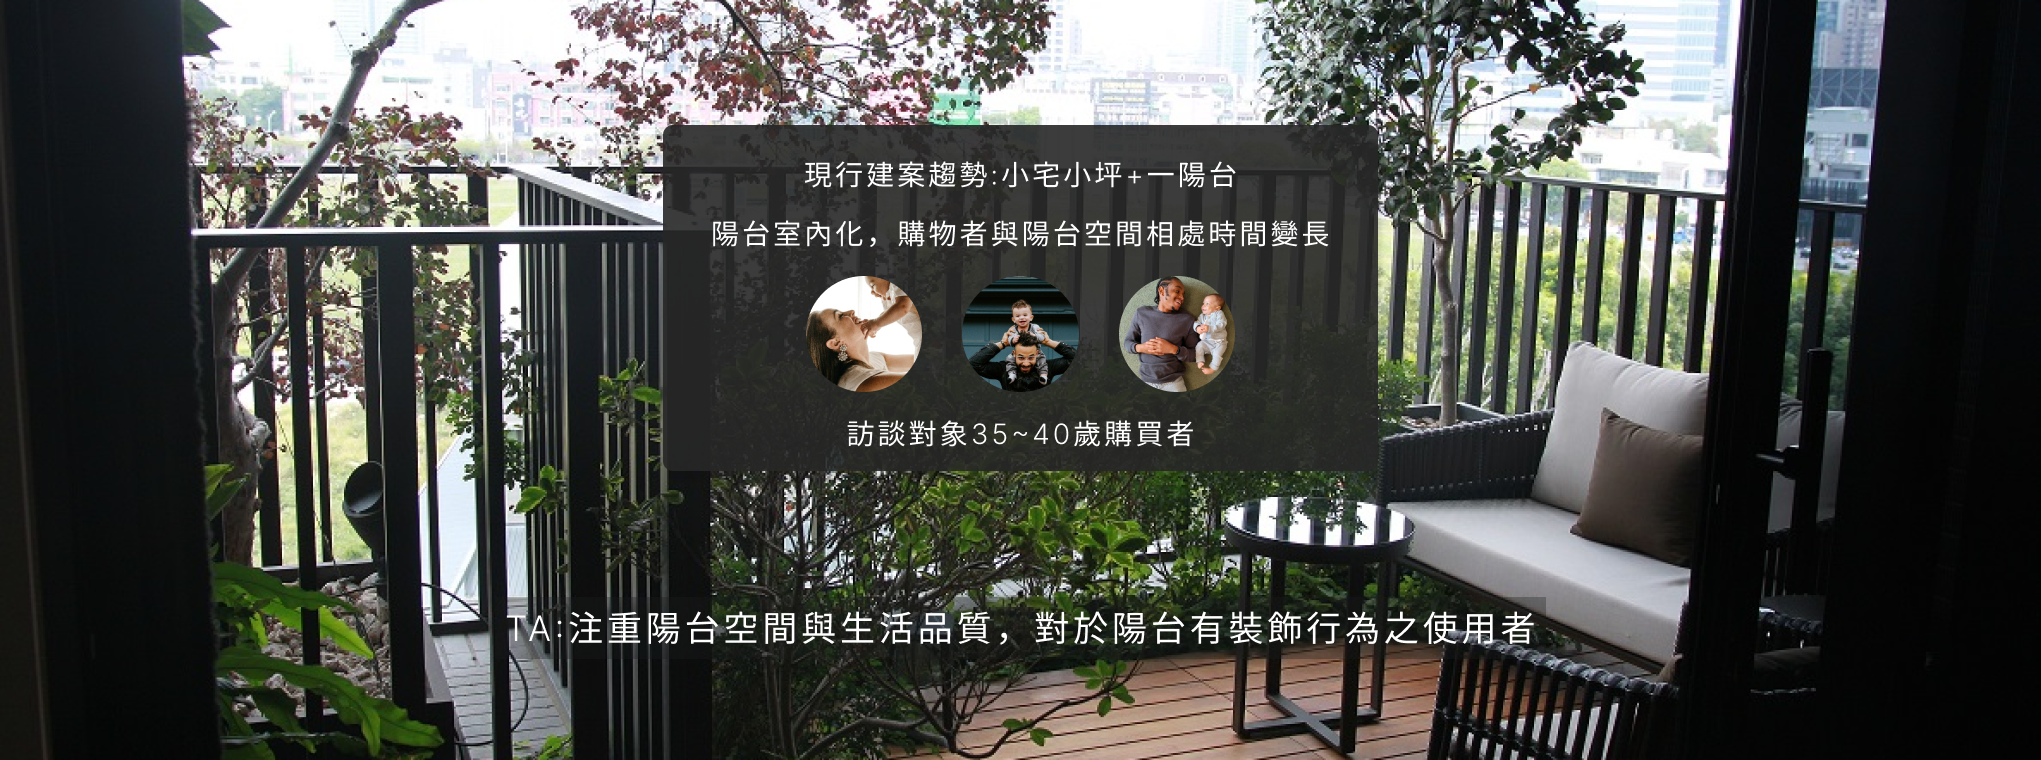 現行建案趨勢:小宅小坪+一陽台
陽台室內化，購物者與陽台空間相處時間變長
訪談對象35~40歲購買者
TA:注重陽台空間與生活品質，對於陽台有裝飾行為之使用者